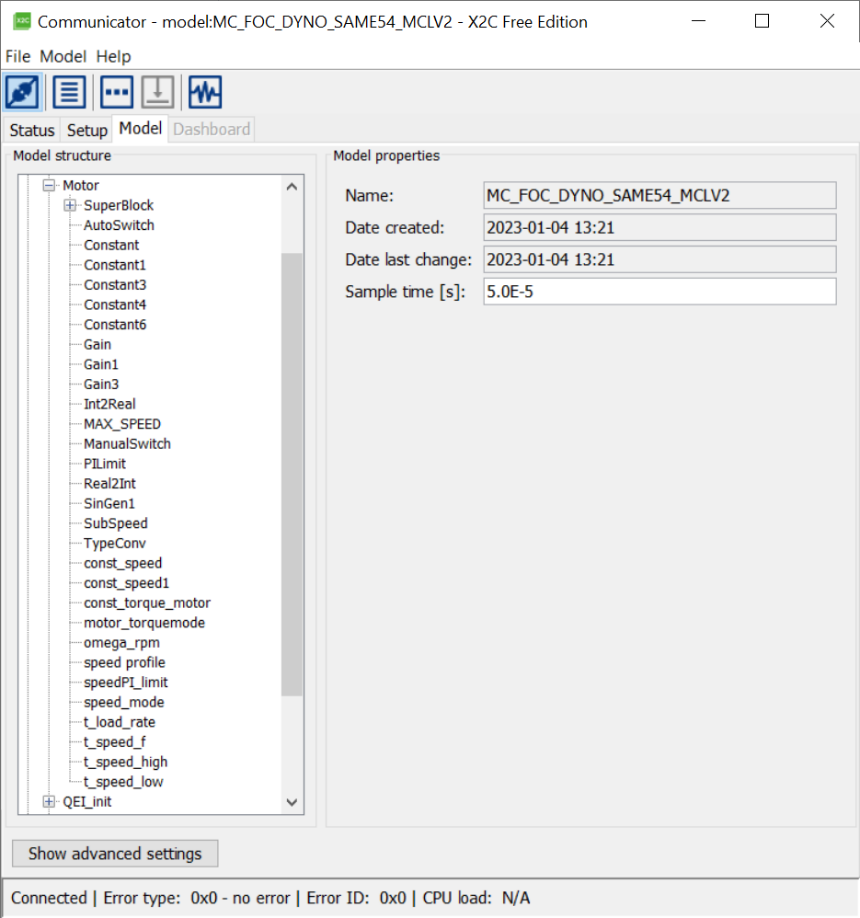 X2C Communicator - model:MC_FOC_DYNO_SAME54_MCLV2 - X2C Free Edition
File Model Help
Status Setup Model Dashboard
Model structure
Motor
SuperBlock
AutoSwitch
Constant
Constant1
Constant3
Constant4
Constant6
Gain
Gain1
Gain3
Int2Real
MAX_SPEED
ManualSwitch
PILimit
Real2Int
SinGen1
SubSpeed
TypeConv
const_speed
const_speed1
const_torque_motor
motor_torquemode
omega_rpm
speed profile
speedPI_limit
speed_mode
t_load_rate
t_speed_f
t_speed_high
t_speed_low
QEI_init
Model properties
Name: MC_FOC_DYNO_SAME54_MCLV2
Date created: 2023-01-04 13:21
Date last change: 2023-01-04 13:21
Sample time [s]: 5.0E-5
Show advanced settings
Connected | Error type: 0x0 - no error | Error ID: 0x0 | CPU load: N/A